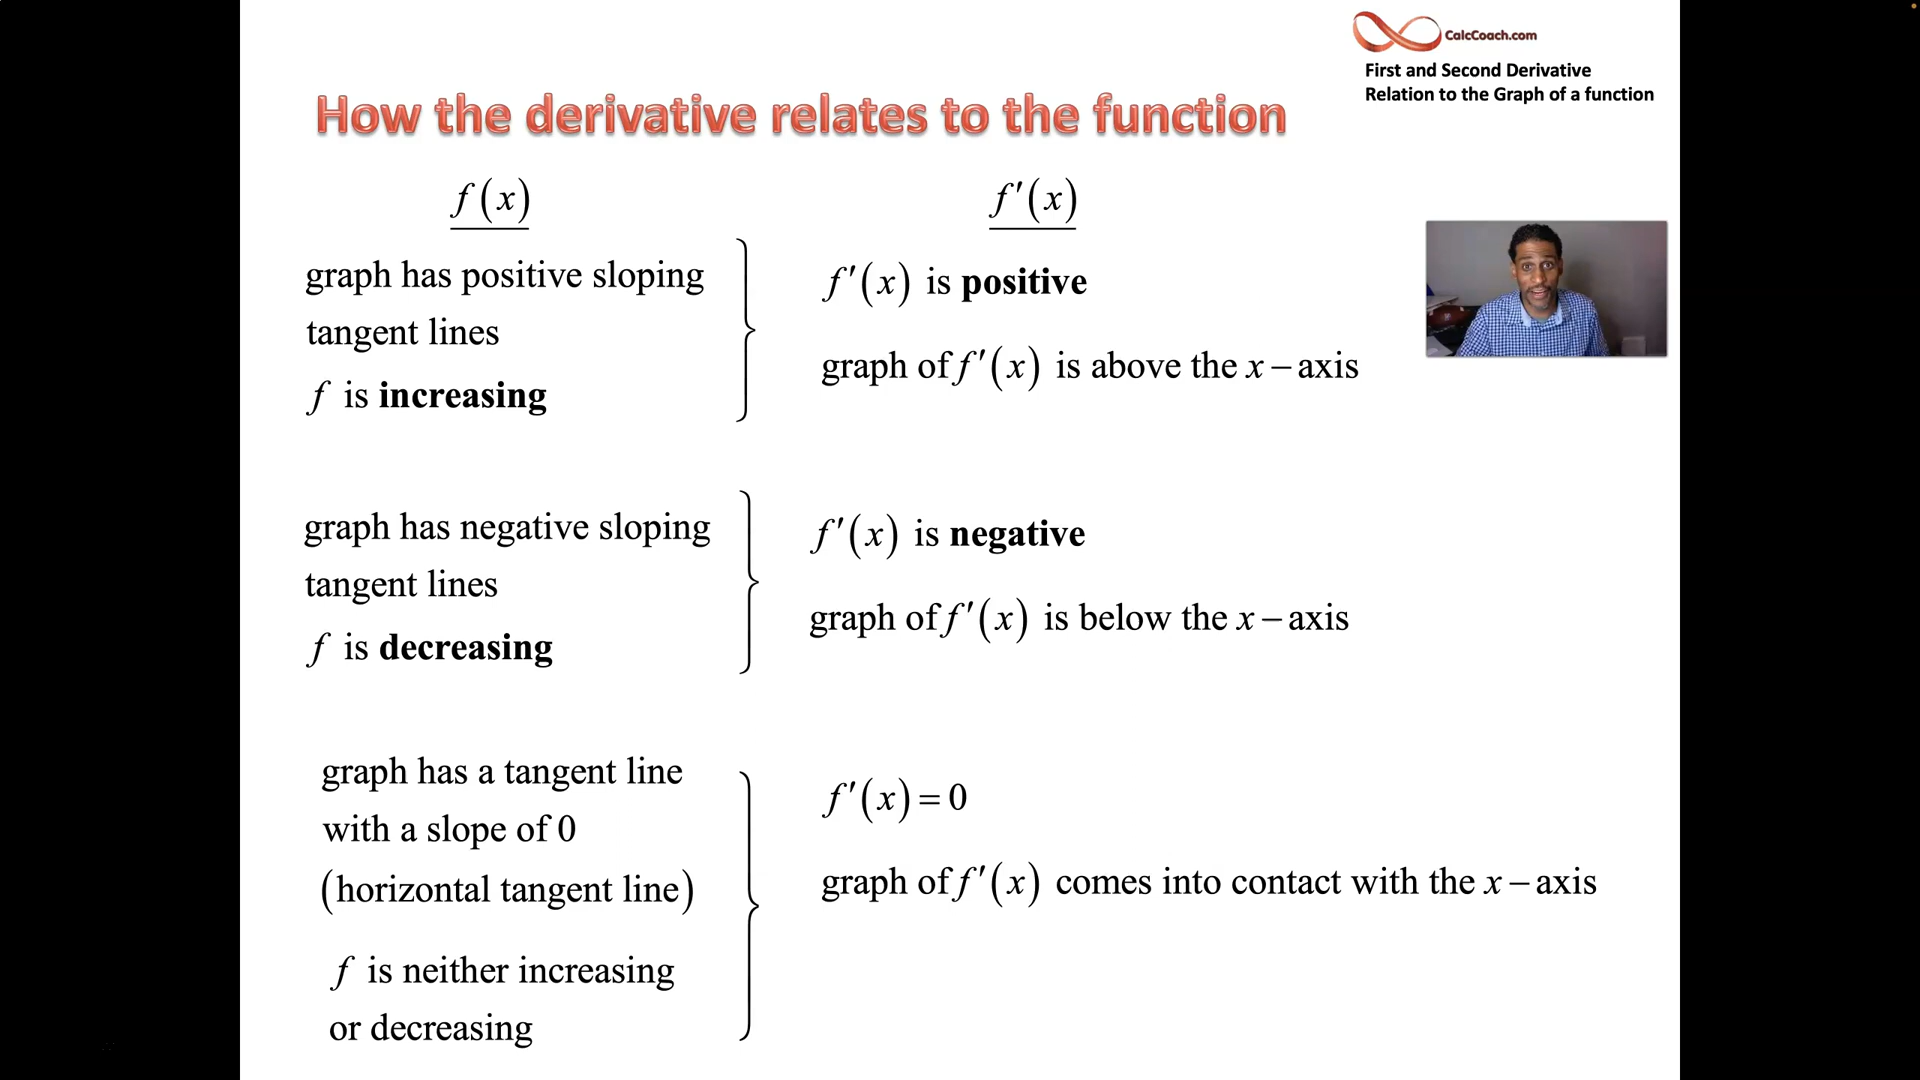 CalcCoach.com
First and Second Derivative
Relation to the Graph of a function
How the derivative relates to the function
f(x)
f′(x)
graph has positive sloping
tangent lines
f is increasing
f′(x) is positive
graph of f′(x) is above the x – axis
graph has negative sloping
tangent lines
f is decreasing
f′(x) is negative
graph of f′(x) is below the x – axis
graph has a tangent line
with a slope of 0
(horizontal tangent line)
f is neither increasing
or decreasing
f′(x) = 0
graph of f′(x) comes into contact with the x – axis